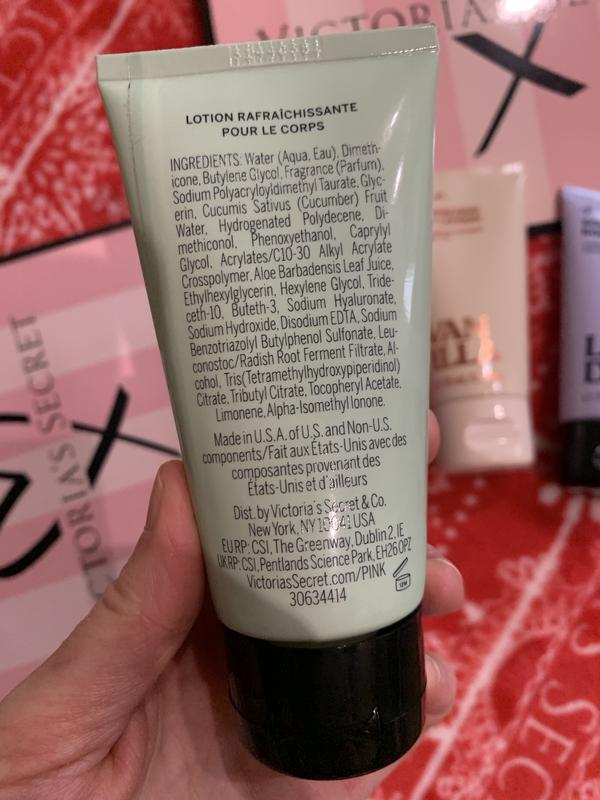 LOTION RAFRAÎCHISSANTE
POUR LE CORPS
INGREDIENTS: Water (Aqua, Eau), Dimeth-
icone, Butylene Glycol, Fragrance (Parfum),
Sodium Polyacryloyldimethyl Taurate, Glyc-
erin, Cucumis Sativus (Cucumber) Fruit
Water, Hydrogenated Polydecene, Di-
methiconol, Phenoxyethanol, Caprylyl
Glycol, Acrylates/C10-30 Alkyl Acrylate
Crosspolymer, Aloe Barbadensis Leaf Juice,
Ethylhexylglycerin, Hexylene Glycol, Tride-
ceth-10, Buteth-3, Sodium Hyaluronate,
Sodium Hydroxide, Disodium EDTA, Sodium
Benzotriazolyl Butylphenol Sulfonate, Leu-
conostoc/Radish Root Ferment Filtrate, Al-
cohol, Tris(Tetramethylhydroxypiperidinol)
Citrate, Tributyl Citrate, Tocopheryl Acetate,
Limonene, Alpha-Isomethyl Ionone.
Made in U.S.A. of U.S. and Non-U.S.
components/Fait aux États-Unis avec des
composantes provenant des
États-Unis et d'ailleurs
Dist. by Victoria's Secret & Co.
New York, NY USA
EU RP: CSI, The Greenway, Dublin 2, IE
UK RP: CSI, Pentlands Science Park, EH26 0PZ
VictoriasSecret.com/PINK
30634414
12M
VICTORIA'S SECRET